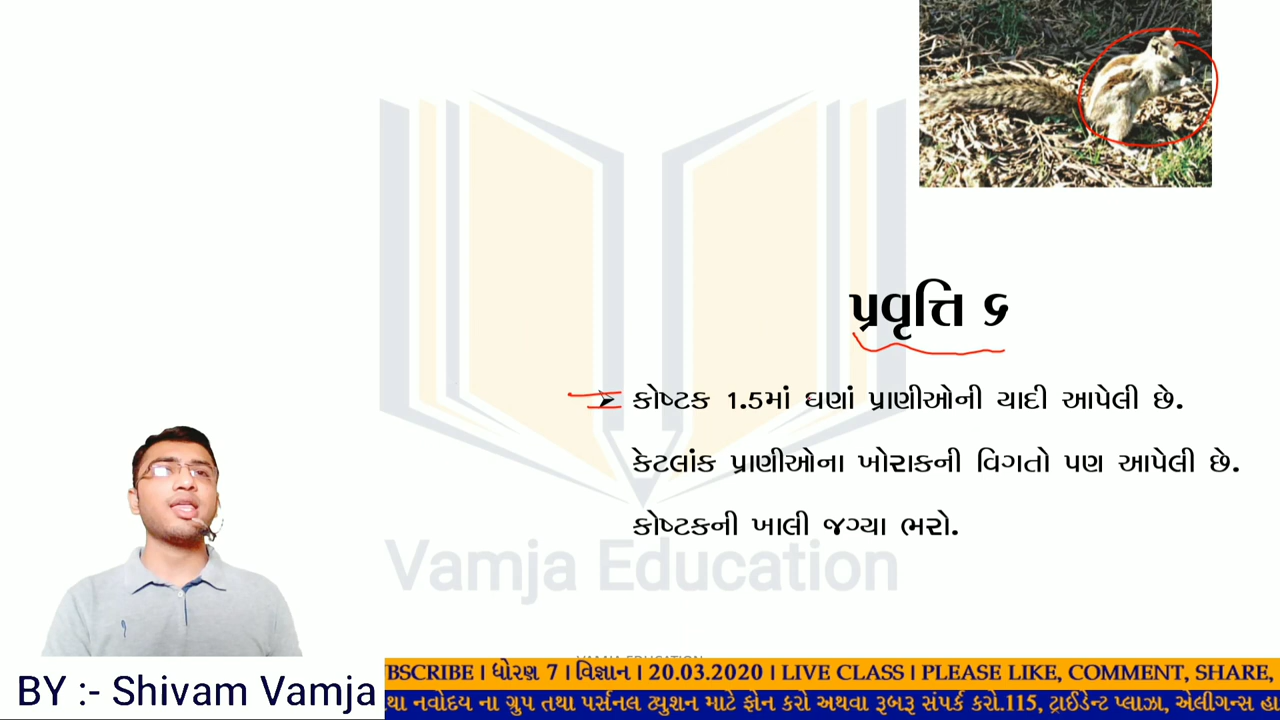 પ્રવૃત્તિ ૬
➤ કોષ્ટક 1.5માં ઘણાં પ્રાણીઓની યાદી આપેલી છે.
કેટલાંક પ્રાણીઓના ખોરાકની વિગતો પણ આપેલી છે.
કોષ્ટકની ખાલી જગ્યા ભરો.
Vamja Education
VAMJA EDUCATION
BY :- Shivam Vamja
BSCRIBE | ધોરણ 7 | વિજ્ઞાન | 20.03.2020 | LIVE CLASS | PLEASE LIKE, COMMENT, SHARE,
થા નવોદય ના ગ્રુપ તથા પર્સનલ ટ્યુશન માટે ફોન કરો અથવા રૂબરૂ સંપર્ક કરો.115, ટ્રાઈડેન્ટ પ્લાઝા, એલીગન્સ હા